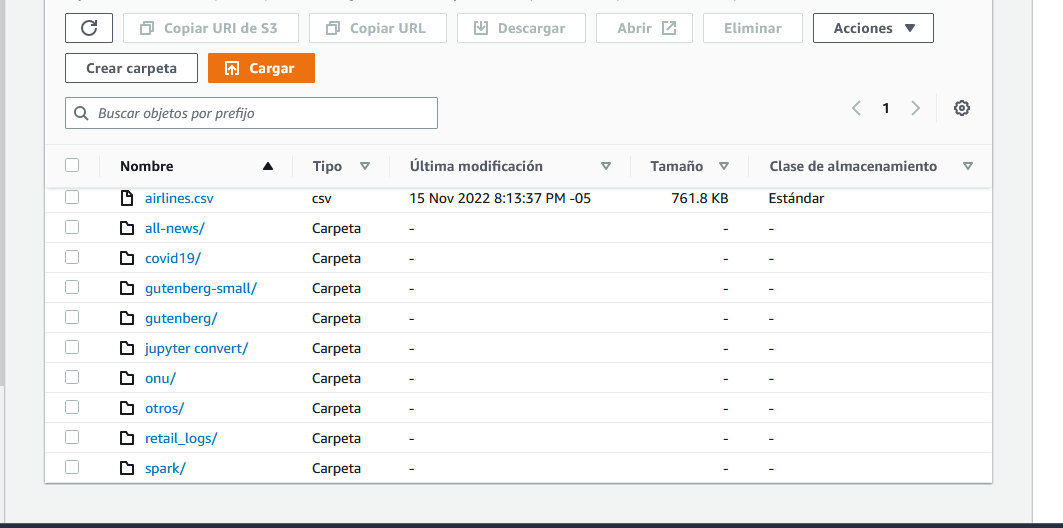 Copiar URI de S3 Copiar URL Descargar Abrir Eliminar Acciones
Crear carpeta Cargar
Buscar objetos por prefijo 1
Nombre Tipo Última modificación Tamaño Clase de almacenamiento
airlines.csv csv 15 Nov 2022 8:13:37 PM -05 761.8 KB Estándar
all-news/ Carpeta - - -
covid19/ Carpeta - - -
gutenberg-small/ Carpeta - - -
gutenberg/ Carpeta - - -
jupyter convert/ Carpeta - - -
onu/ Carpeta - - -
otros/ Carpeta - - -
retail_logs/ Carpeta - - -
spark/ Carpeta - - -